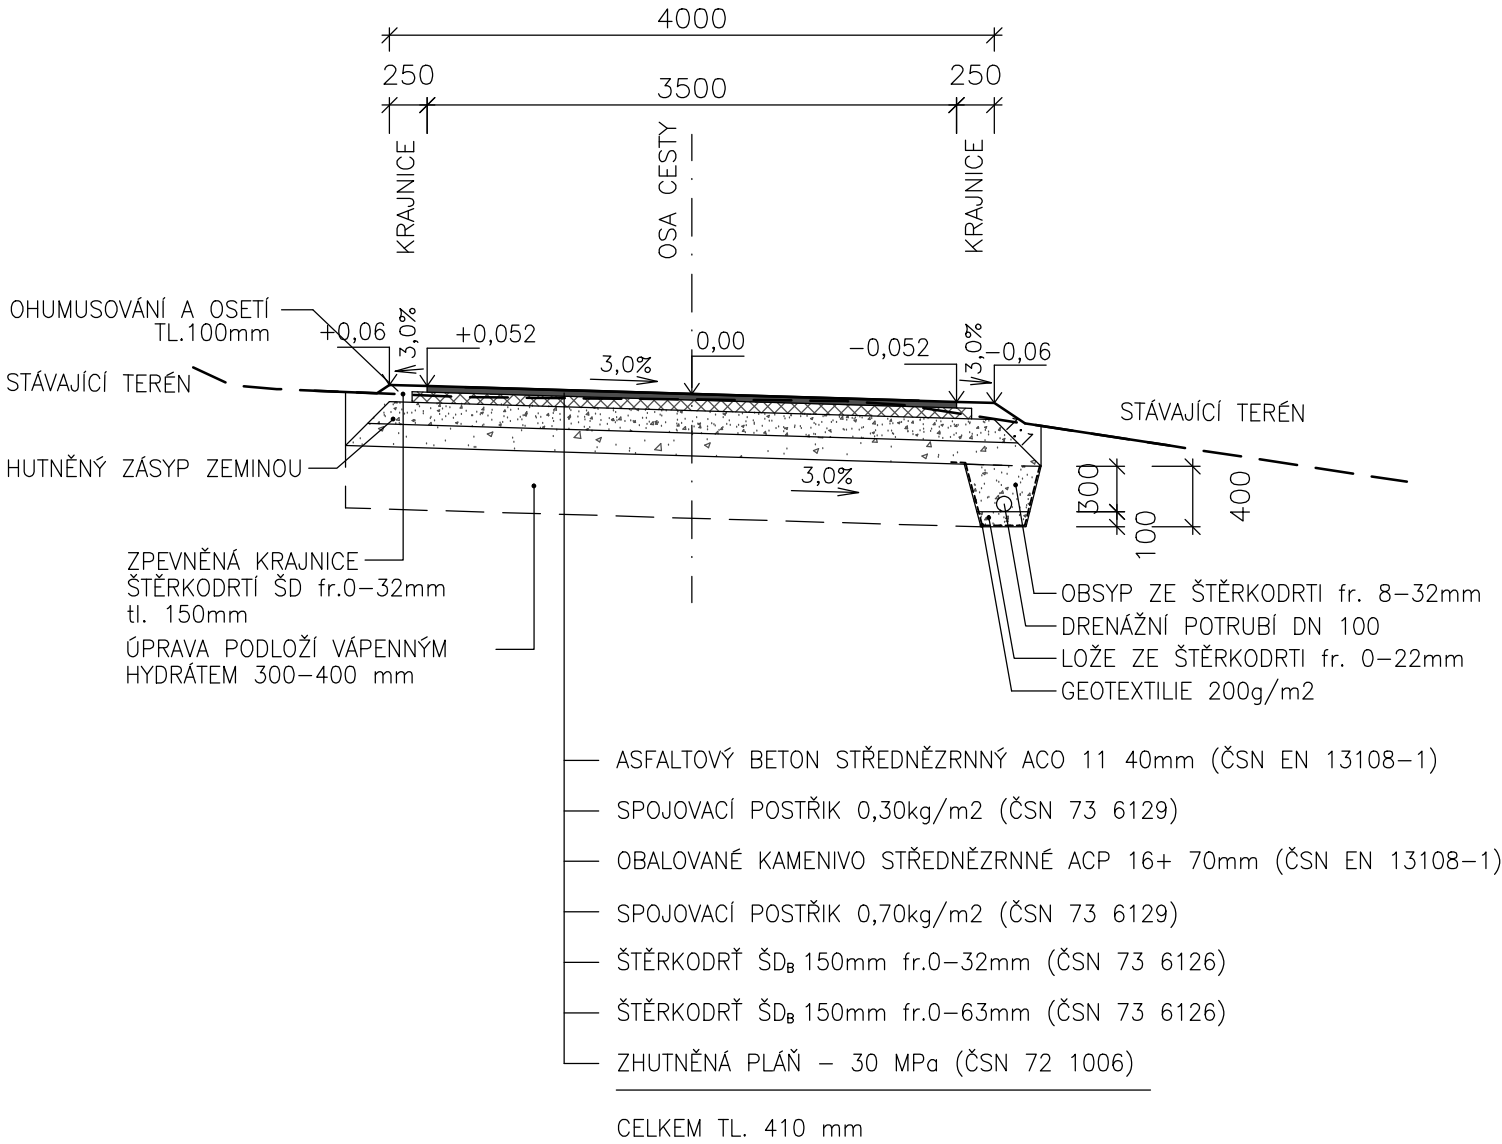 4000
250
3500
250
KRAJNICE
OSA CESTY
KRAJNICE
OHUMUSOVÁNÍ A OSETÍ
TL.100mm
+0,06
3,0%
+0,052
3,0%
0,00
-0,052
3,0%
-0,06
STÁVAJÍCÍ TERÉN
STÁVAJÍCÍ TERÉN
1:1
HUTNĚNÝ ZÁSYP ZEMINOU
3,0%
300
100
400
ZPEVNĚNÁ KRAJNICE
ŠTĚRKODRTÍ ŠD fr.0-32mm
tl. 150mm
ÚPRAVA PODLOŽÍ VÁPENNÝM
HYDRÁTEM 300-400 mm
OBSYP ZE ŠTĚRKODRTI fr. 8-32mm
DRENÁŽNÍ POTRUBÍ DN 100
LOŽE ZE ŠTĚRKODRTI fr. 0-22mm
GEOTEXTILIE 200g/m2
ASFALTOVÝ BETON STŘEDNĚZRNNÝ ACO 11 40mm (ČSN EN 13108-1)
SPOJOVACÍ POSTŘIK 0,30kg/m2 (ČSN 73 6129)
OBALOVANÉ KAMENIVO STŘEDNĚZRNNÉ ACP 16+ 70mm (ČSN EN 13108-1)
SPOJOVACÍ POSTŘIK 0,70kg/m2 (ČSN 73 6129)
ŠTĚRKODRŤ ŠDB 150mm fr.0-32mm (ČSN 73 6126)
ŠTĚRKODRŤ ŠDB 150mm fr.0-63mm (ČSN 73 6126)
ZHUTNĚNÁ PLÁŇ - 30 MPa (ČSN 72 1006)
CELKEM TL. 410 mm